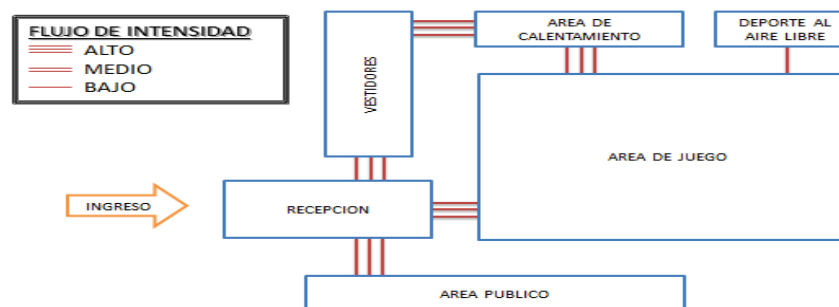 FLUJO DE INTENSIDAD
ALTO
MEDIO
BAJO
VESTIDORES
AREA DE
CALENTAMIENTO
DEPORTE AL
AIRE LIBRE
AREA DE JUEGO
INGRESO
RECEPCION
AREA PUBLICO